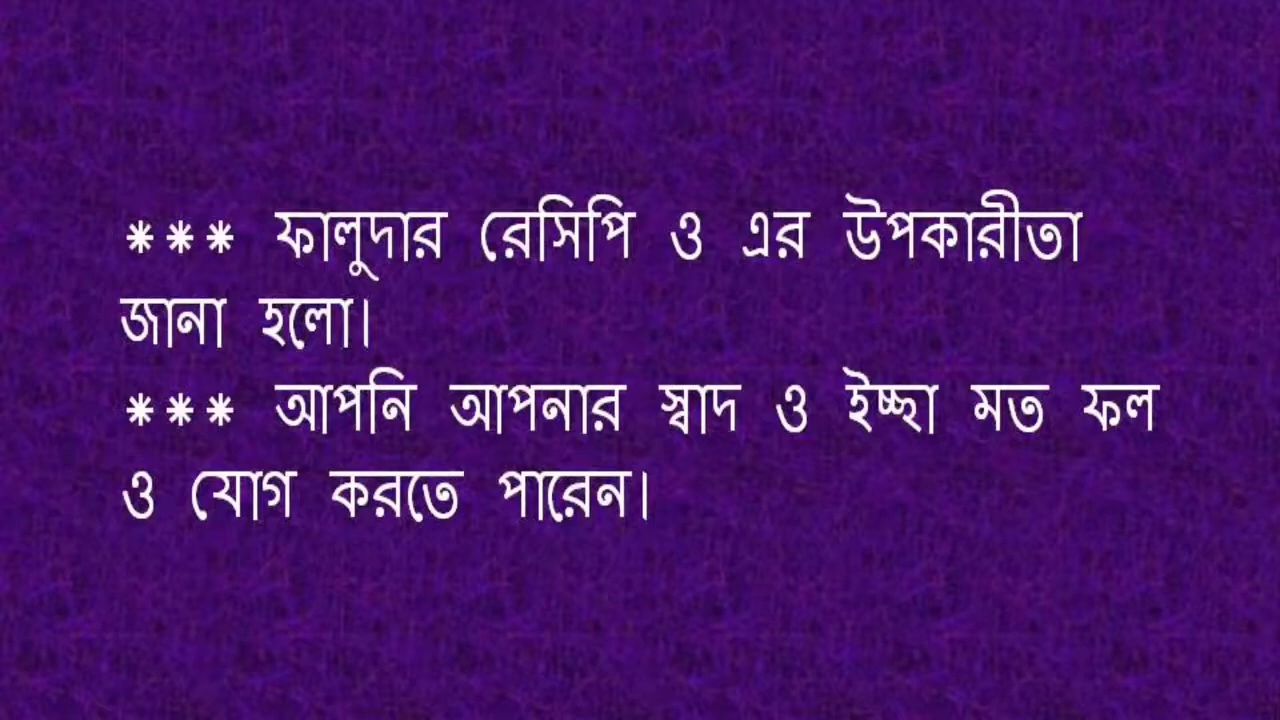 *** ফালুদার রেসিপি ও এর উপকারীতা
জানা হলো।
*** আপনি আপনার স্বাদ ও ইচ্ছা মত ফল
ও যোগ করতে পারেন।